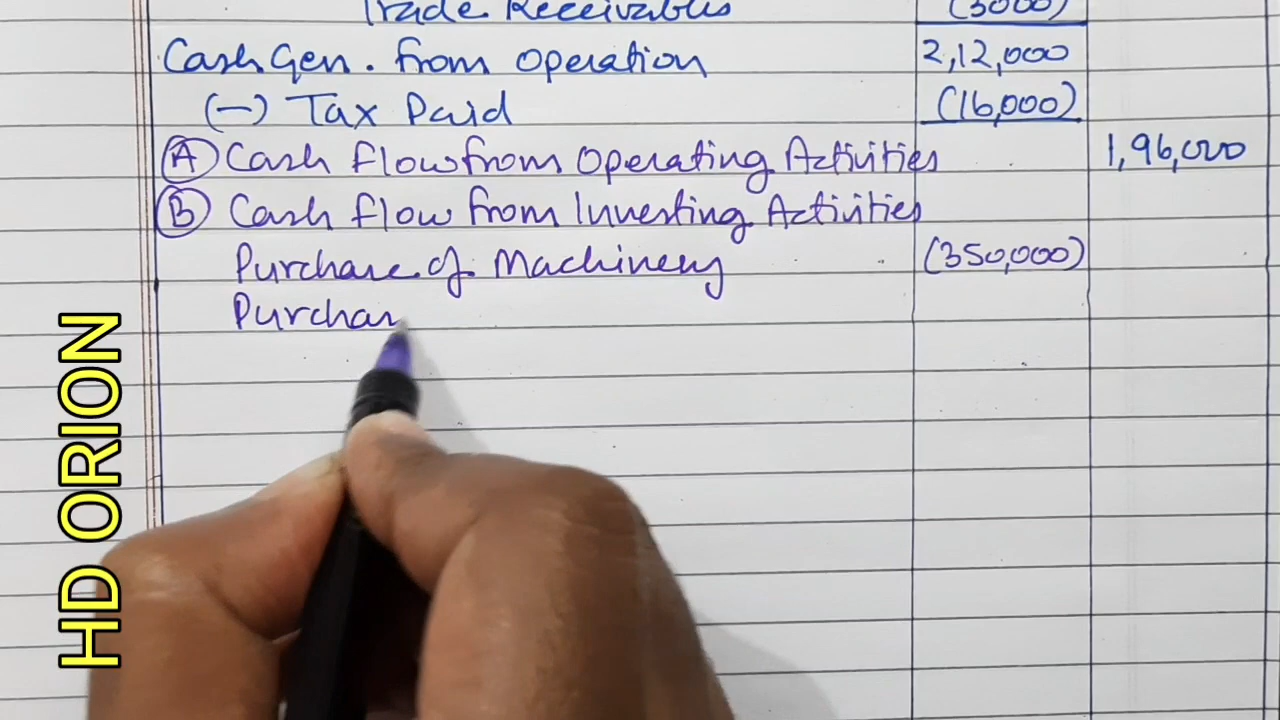 Trade Receivables (3000)
Cash Gen. from Operation 2,12,000
(-) Tax Paid (16,000)
(A) Cash flow from Operating Activities 1,96,000
(B) Cash flow from Investing Activities
Purchase of Machinery (350,000)
Purchas
HD ORION